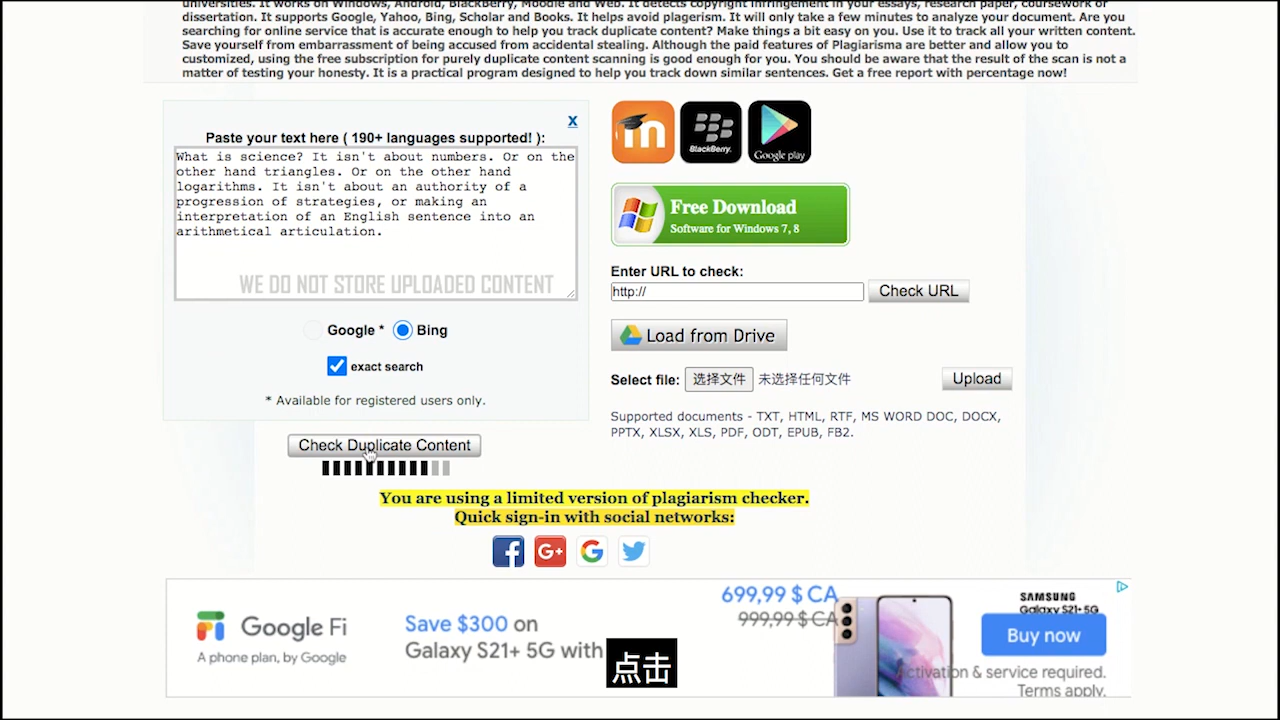 universities. It works on Windows, Android, BlackBerry, Moodle and Web. It detects copyright infringement in your essays, research paper, coursework or
dissertation. It supports Google, Yahoo, Bing, Scholar and Books. It helps avoid plagerism. It will only take a few minutes to analyze your document. Are you
searching for online service that is accurate enough to help you track duplicate content? Make things a bit easy on you. Use it to track all your written content.
Save yourself from embarrassment of being accused from accidental stealing. Although the paid features of Plagiarisma are better and allow you to
customized, using the free subscription for purely duplicate content scanning is good enough for you. You should be aware that the result of the scan is not a
matter of testing your honesty. It is a practical program designed to help you track down similar sentences. Get a free report with percentage now!
x
Paste your text here ( 190+ languages supported! ):
What is science? It isn't about numbers. Or on the
other hand triangles. Or on the other hand
logarithms. It isn't about an authority of a
progression of strategies, or making an
interpretation of an English sentence into an
arithmetical articulation.
WE DO NOT STORE UPLOADED CONTENT
Google * Bing
exact search
* Available for registered users only.
Check Duplicate Content
m
BlackBerry.
Google play
Free Download
Software for Windows 7, 8
Enter URL to check:
http:// Check URL
Load from Drive
Select file: 选择文件 未选择任何文件 Upload
Supported documents - TXT, HTML, RTF, MS WORD DOC, DOCX,
PPTX, XLSX, XLS, PDF, ODT, EPUB, FB2.
You are using a limited version of plagiarism checker.
Quick sign-in with social networks:
f G+ G
Google Fi
A phone plan, by Google
Save $300 on
Galaxy S21+ 5G with
699,99 $ CA
999,99 $ CA
SAMSUNG
Galaxy S21+ 5G
Buy now
Activation & service required.
Terms apply.
点击